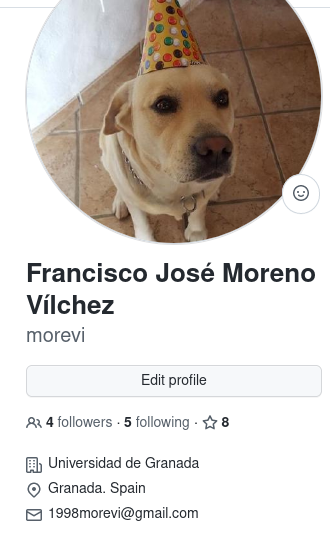 Francisco José Moreno
Vílchez
morevi
Edit profile
4 followers · 5 following · 8
Universidad de Granada
Granada. Spain
1998morevi@gmail.com